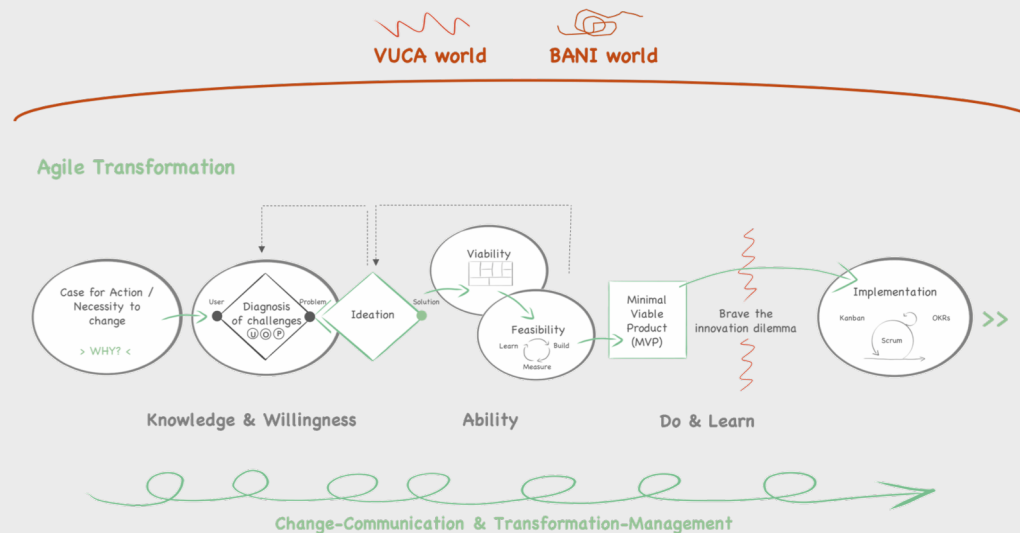 VUCA world
BANI world
Agile Transformation
Case for Action /
Necessity to
change
> WHY? <
User
Diagnosis
of challenges
U O P
Problem
Ideation
Solution
Viability
Feasibility
Learn
Build
Measure
Minimal
Viable
Product
(MVP)
Brave the
innovation dilemma
Implementation
Kanban
OKRs
Scrum
Knowledge & Willingness
Ability
Do & Learn
Change-Communication & Transformation-Management